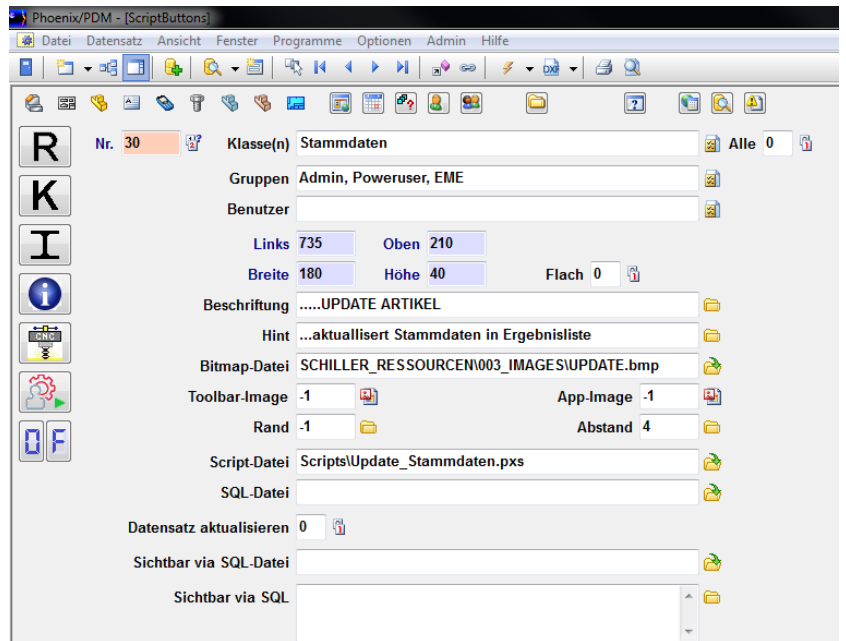 Phoenix/PDM - [ScriptButtons]
Datei Datensatz Ansicht Fenster Programme Optionen Admin Hilfe
DXF
R Nr. 30 Klasse(n) Stammdaten Alle 0
K Gruppen Admin, Poweruser, EME
Benutzer
I Links 735 Oben 210
Breite 180 Höhe 40 Flach 0
Beschriftung .....UPDATE ARTIKEL
CNC Hint ...aktuallisert Stammdaten in Ergebnisliste
Bitmap-Datei SCHILLER_RESSOURCEN\003_IMAGES\UPDATE.bmp
Toolbar-Image -1 App-Image -1
OF Rand -1 Abstand 4
Script-Datei Scripts\Update_Stammdaten.pxs
SQL-Datei
Datensatz aktualisieren 0
Sichtbar via SQL-Datei
Sichtbar via SQL